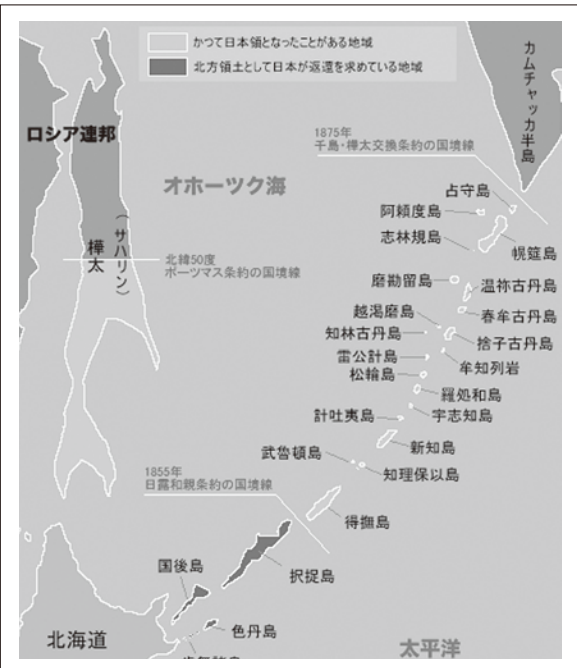 かつて日本領となったことがある地域
北方領土として日本が返還を求めている地域
カムチャッカ半島
ロシア連邦
1875年
千島・樺太交換条約の国境線
オホーツク海
占守島
阿頼度島
志林規島
幌筵島
樺太
(サハリン)
北緯50度
ポーツマス条約の国境線
磨勘留島
温祢古丹島
越渇磨島
春牟古丹島
知林古丹島
捨子古丹島
雷公計島
牟知列岩
松輪島
羅処和島
宇志知島
計吐夷島
新知島
武魯頓島
知理保以島
1855年
日露和親条約の国境線
得撫島
国後島
択捉島
色丹島
北海道
太平洋